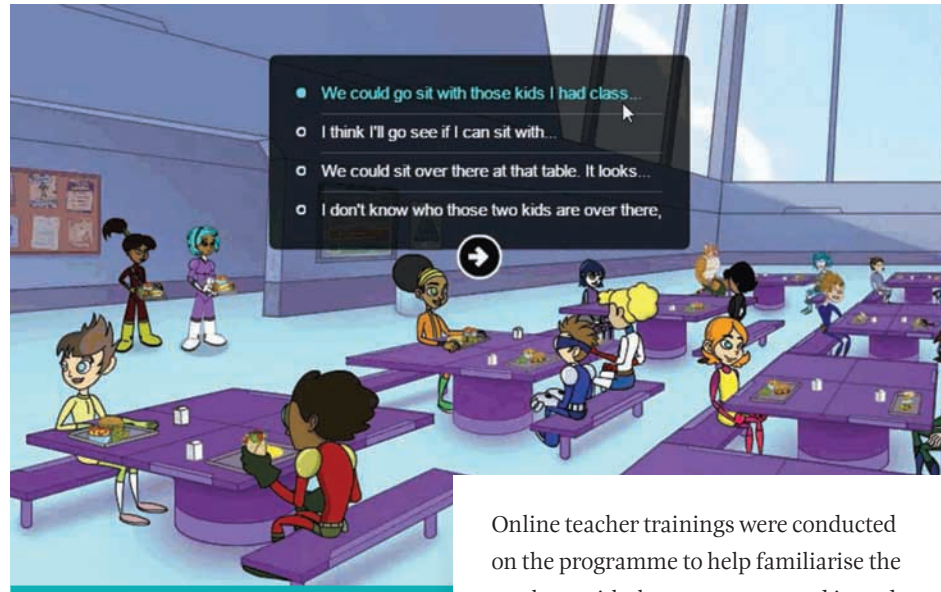 We could go sit with those kids I had class...
I think I'll go see if I can sit with...
We could sit over there at that table. It looks...
I don't know who those two kids are over there,
Online teacher trainings were conducted
on the programme to help familiarise the